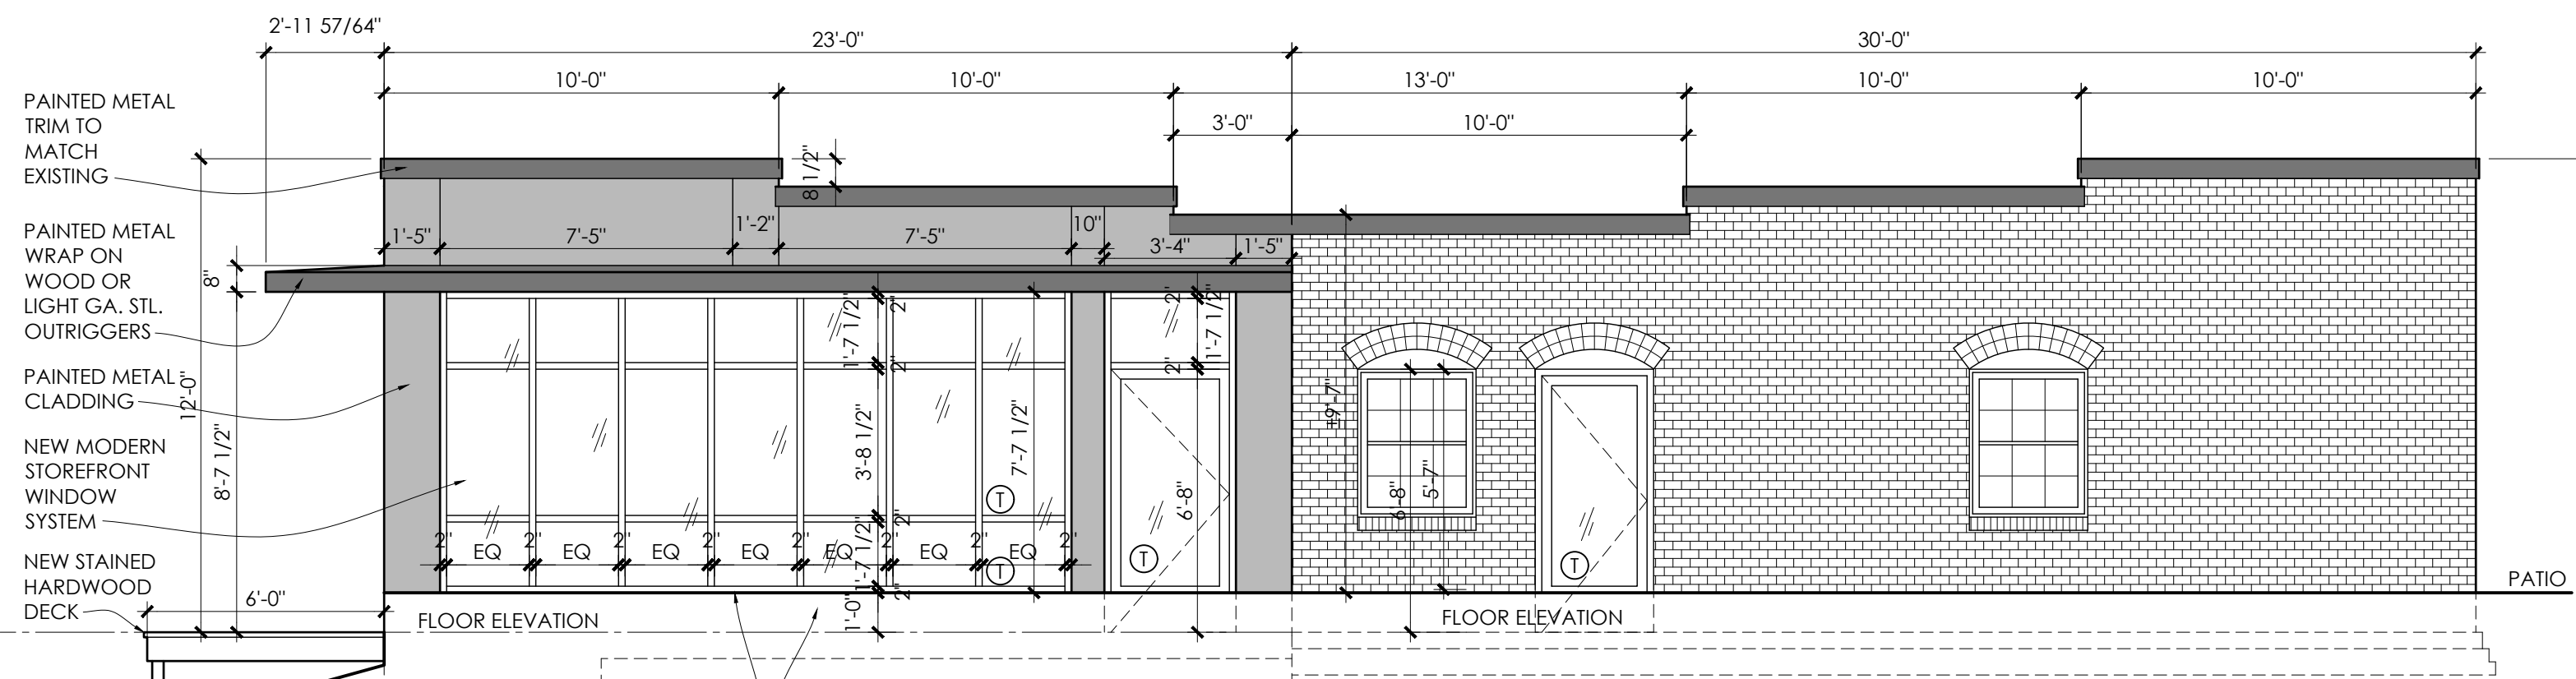 2'-11 57/64"
23'-0"
30'-0"
10'-0"
10'-0"
13'-0"
10'-0"
10'-0"
3'-0"
10'-0"
PAINTED METAL
TRIM TO
MATCH
EXISTING
8 1/2"
PAINTED METAL
WRAP ON
WOOD OR
LIGHT GA. STL.
OUTRIGGERS
8"
1'-5"
7'-5"
1'-2"
7'-5"
10"
3'-4"
1'-5"
PAINTED METAL
CLADDING
12'-0"
8'-7 1/2"
NEW MODERN
STOREFRONT
WINDOW
SYSTEM
NEW STAINED
HARDWOOD
DECK
6'-0"
1'-7 1/2"
2"
2"
3'-8 1/2"
7'-7 1/2"
2"
1'-7 1/2"
2"
1'-0"
2"
1'-7 1/2"
2"
6'-8"
±9'-7"
6'-8"
5'-7"
T
T
T
T
2' EQ 2' EQ 2' EQ 2' EQ 2' EQ 2' EQ 2' EQ 2'
FLOOR ELEVATION
FLOOR ELEVATION
PATIO